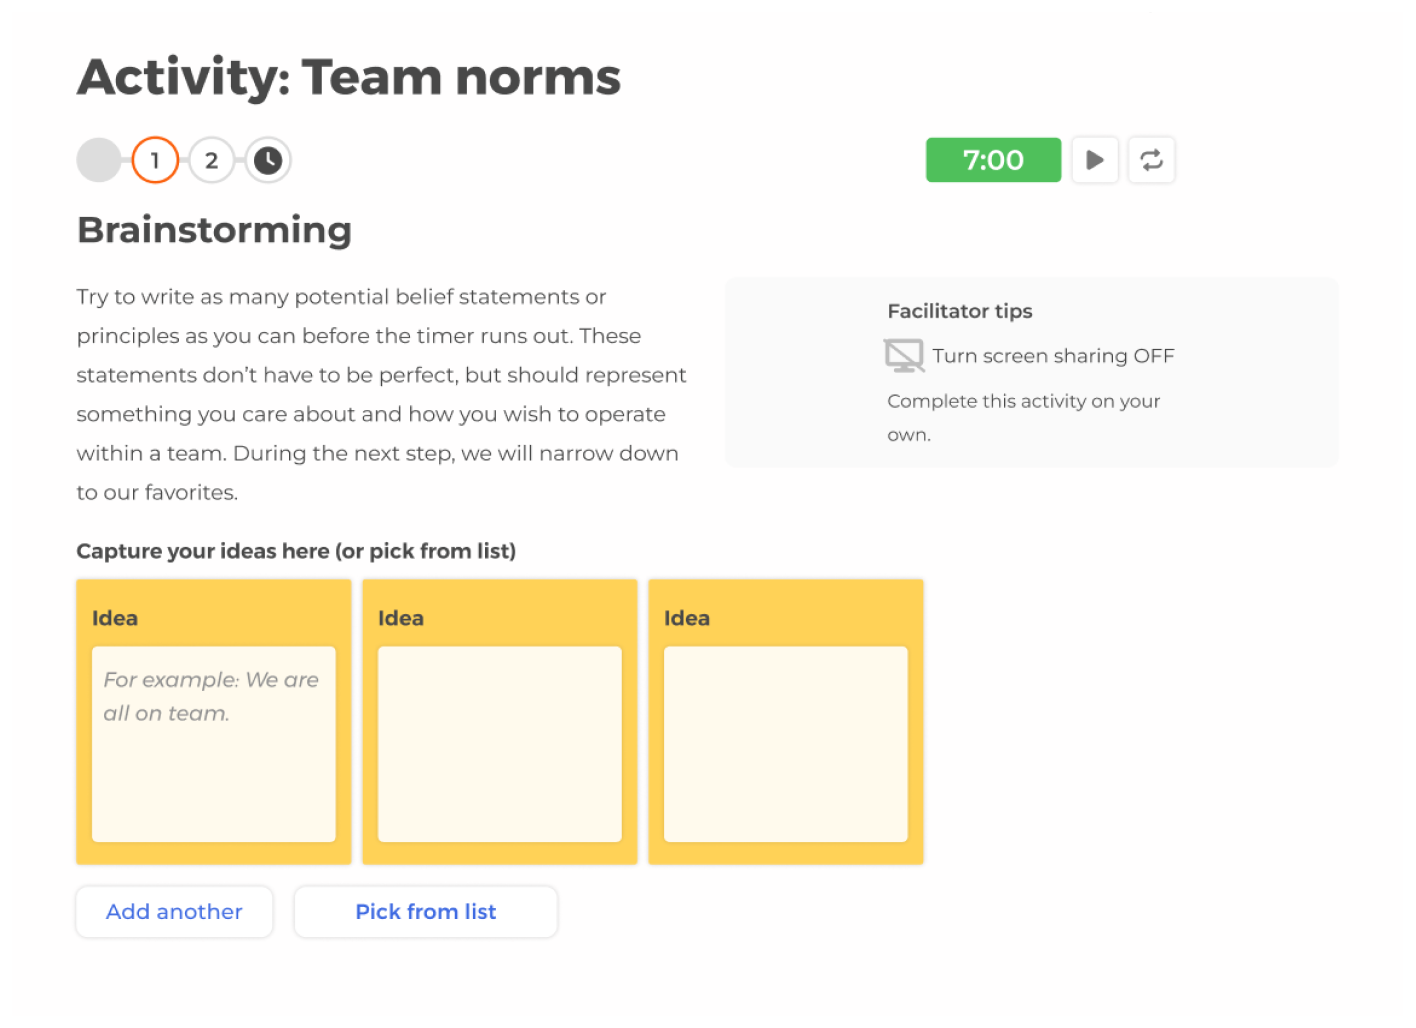 Activity: Team norms
1
2
7:00
Brainstorming
Try to write as many potential belief statements or
principles as you can before the timer runs out. These
statements don’t have to be perfect, but should represent
something you care about and how you wish to operate
within a team. During the next step, we will narrow down
to our favorites.
Facilitator tips
Turn screen sharing OFF
Complete this activity on your
own.
Capture your ideas here (or pick from list)
Idea
For example: We are
all on team.
Idea
Idea
Add another
Pick from list